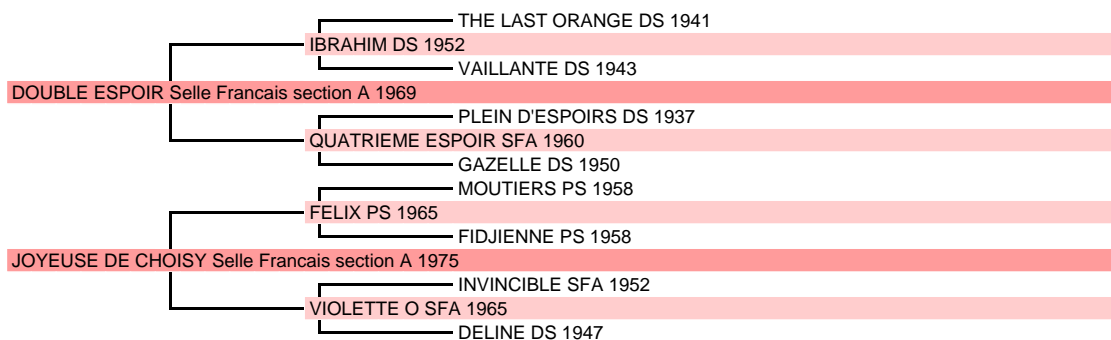 THE LAST ORANGE DS 1941
IBRAHIM DS 1952
VAILLANTE DS 1943
DOUBLE ESPOIR Selle Francais section A 1969
PLEIN D'ESPOIRS DS 1937
QUATRIEME ESPOIR SFA 1960
GAZELLE DS 1950
MOUTIERS PS 1958
FELIX PS 1965
FIDJIENNE PS 1958
JOYEUSE DE CHOISY Selle Francais section A 1975
INVINCIBLE SFA 1952
VIOLETTE O SFA 1965
DELINE DS 1947